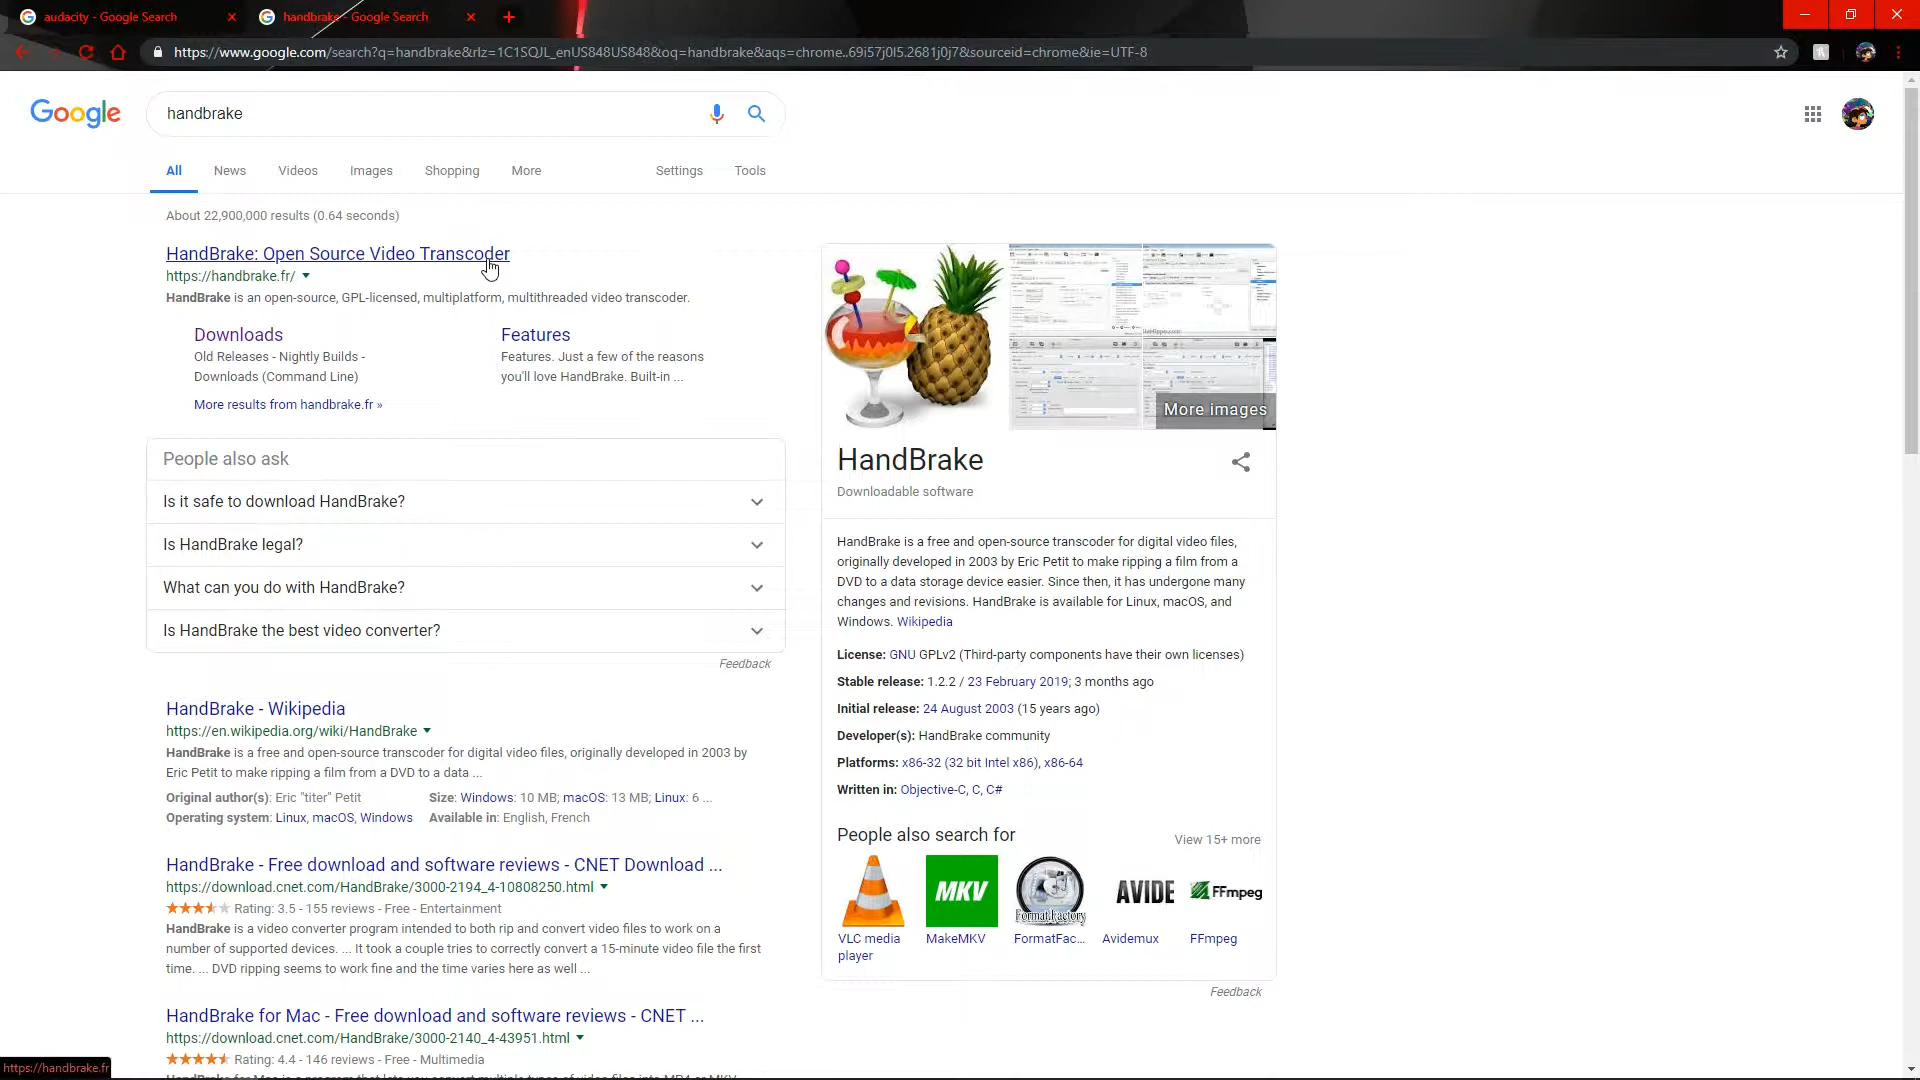 audacity - Google Search
handbrake - Google Search
https://www.google.com/search?q=handbrake&rlz=1C1SQJL_enUS848US848&oq=handbrake&aqs=chrome..69i57j0l5.2681j0j7&sourceid=chrome&ie=UTF-8
Google
handbrake
All News Videos Images Shopping More Settings Tools
About 22,900,000 results (0.64 seconds)
HandBrake: Open Source Video Transcoder
https://handbrake.fr/
HandBrake is an open-source, GPL-licensed, multiplatform, multithreaded video transcoder.
Downloads
Old Releases - Nightly Builds -
Downloads (Command Line)
Features
Features. Just a few of the reasons
you'll love HandBrake. Built-in ...
More results from handbrake.fr »
People also ask
Is it safe to download HandBrake?
Is HandBrake legal?
What can you do with HandBrake?
Is HandBrake the best video converter?
Feedback
HandBrake - Wikipedia
https://en.wikipedia.org/wiki/HandBrake
HandBrake is a free and open-source transcoder for digital video files, originally developed in 2003 by
Eric Petit to make ripping a film from a DVD to a data ...
Original author(s): Eric "titer" Petit Size: Windows: 10 MB; macOS: 13 MB; Linux: 6 ...
Operating system: Linux, macOS, Windows Available in: English, French
HandBrake - Free download and software reviews - CNET Download ...
https://download.cnet.com/HandBrake/3000-2194_4-10808250.html
Rating: 3.5 - 155 reviews - Free - Entertainment
HandBrake is a video converter program intended to both rip and convert video files to work on a
number of supported devices. ... It took a couple tries to correctly convert a 15-minute video file the first
time. ... DVD ripping seems to work fine and the time varies here as well ...
HandBrake for Mac - Free download and software reviews - CNET ...
https://download.cnet.com/HandBrake/3000-2140_4-43951.html
Rating: 4.4 - 146 reviews - Free - Multimedia
https://handbrake.fr
More images
HandBrake
Downloadable software
HandBrake is a free and open-source transcoder for digital video files,
originally developed in 2003 by Eric Petit to make ripping a film from a
DVD to a data storage device easier. Since then, it has undergone many
changes and revisions. HandBrake is available for Linux, macOS, and
Windows. Wikipedia
License: GNU GPLv2 (Third-party components have their own licenses)
Stable release: 1.2.2 / 23 February 2019; 3 months ago
Initial release: 24 August 2003 (15 years ago)
Developer(s): HandBrake community
Platforms: x86-32 (32 bit Intel x86), x86-64
Written in: Objective-C, C, C#
People also search for
View 15+ more
MKV
FormatFactory
AVIDE
FFmpeg
VLC media
player
MakeMKV
FormatFac...
Avidemux
FFmpeg
Feedback